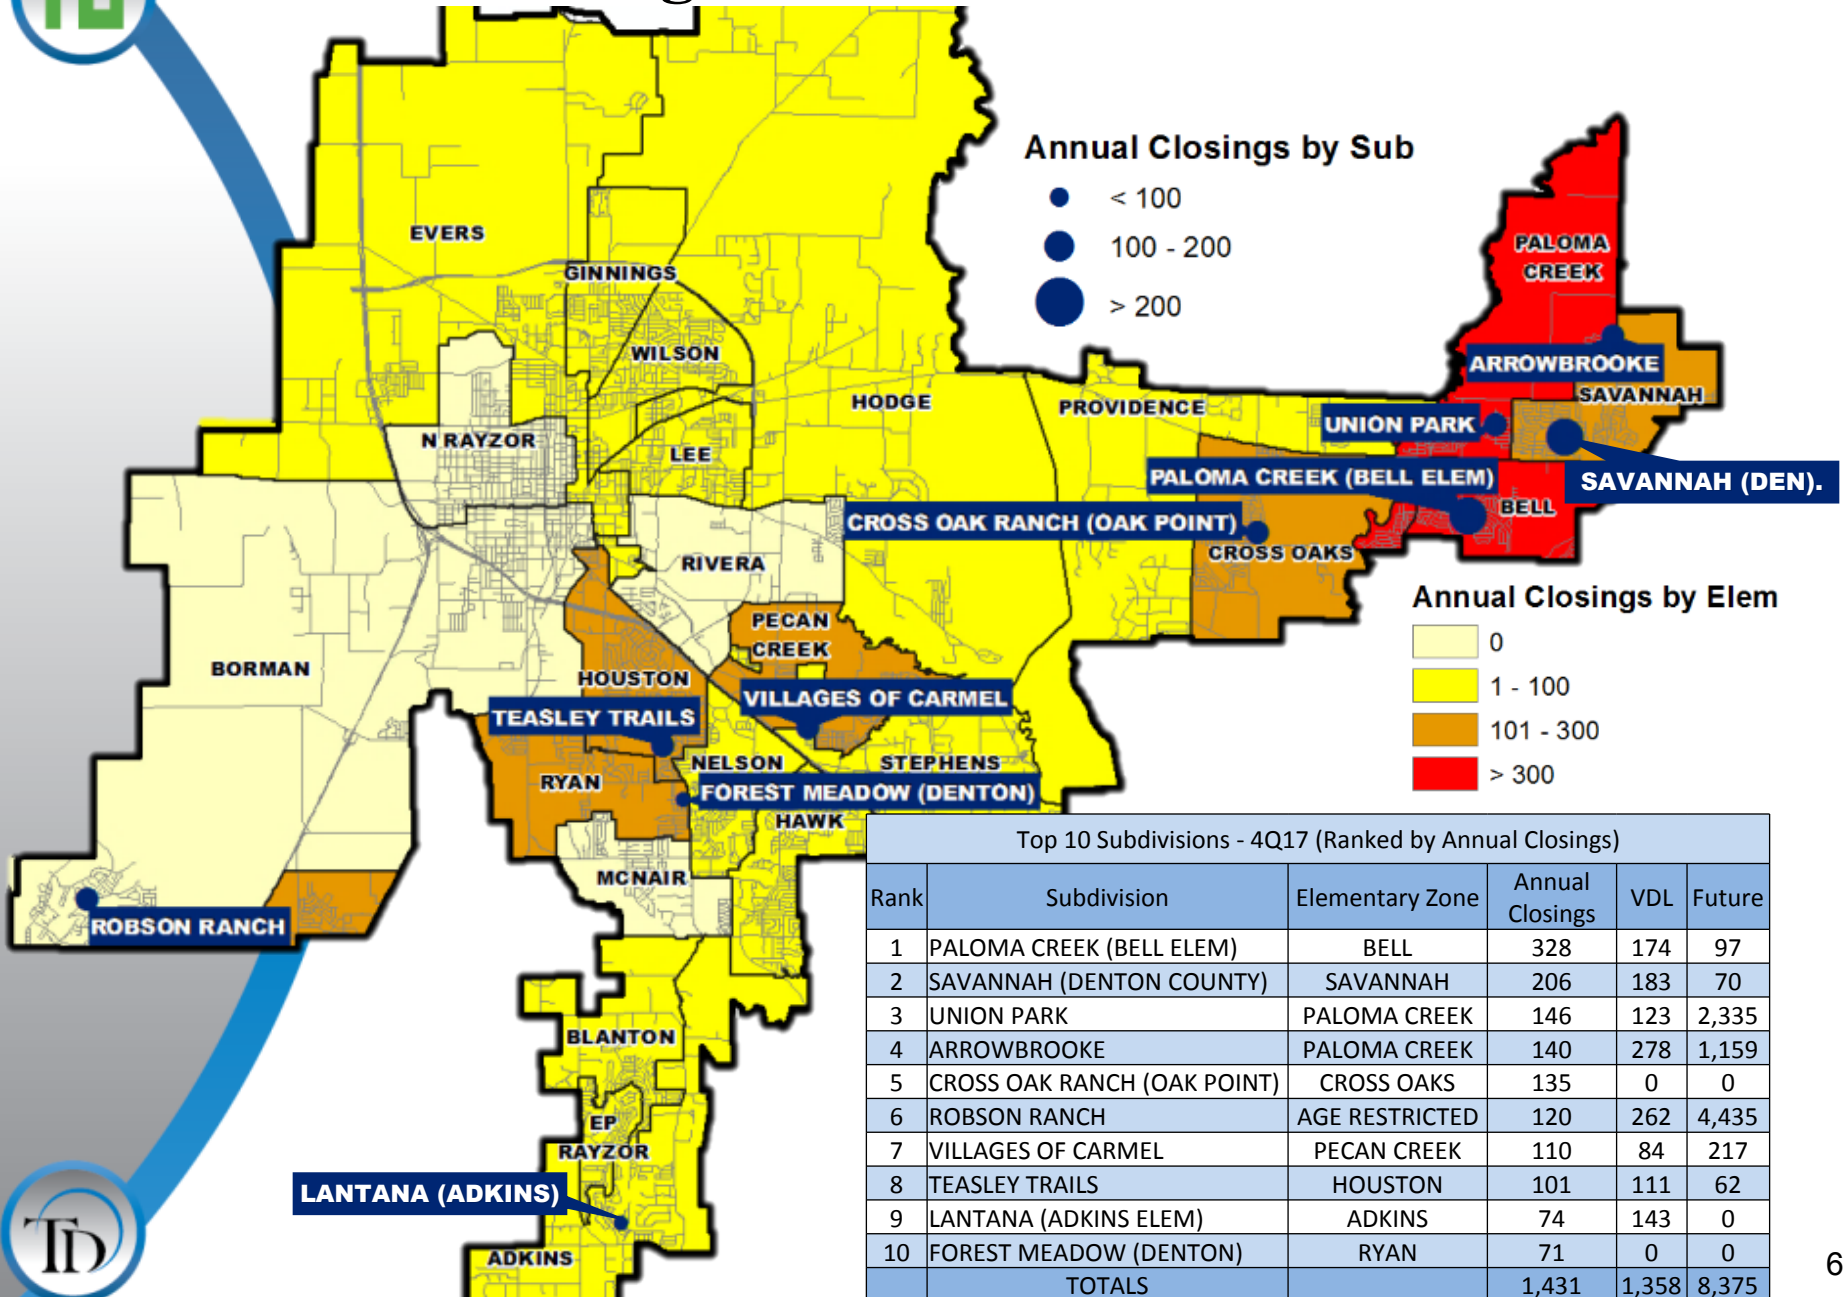 Annual Closings by Sub
< 100
100 - 200
> 200
EVERS
GINNINGS
WILSON
N RAYZOR
LEE
HODGE
PROVIDENCE
PALOMA
CREEK
ARROWBROOKE
SAVANNAH
UNION PARK
PALOMA CREEK (BELL ELEM)
SAVANNAH (DEN).
BELL
CROSS OAK RANCH (OAK POINT)
CROSS OAKS
RIVERA
PECAN
CREEK
BORMAN
HOUSTON
VILLAGES OF CARMEL
TEASLEY TRAILS
NELSON
STEPHENS
RYAN
FOREST MEADOW (DENTON)
HAWK
MCNAIR
ROBSON RANCH
BLANTON
EP
RAYZOR
LANTANA (ADKINS)
ADKINS
Annual Closings by Elem
0
1 - 100
101 - 300
> 300
Top 10 Subdivisions - 4Q17 (Ranked by Annual Closings)
Rank Subdivision Elementary Zone Annual Closings VDL Future
1 PALOMA CREEK (BELL ELEM) BELL 328 174 97
2 SAVANNAH (DENTON COUNTY) SAVANNAH 206 183 70
3 UNION PARK PALOMA CREEK 146 123 2,335
4 ARROWBROOKE PALOMA CREEK 140 278 1,159
5 CROSS OAK RANCH (OAK POINT) CROSS OAKS 135 0 0
6 ROBSON RANCH AGE RESTRICTED 120 262 4,435
7 VILLAGES OF CARMEL PECAN CREEK 110 84 217
8 TEASLEY TRAILS HOUSTON 101 111 62
9 LANTANA (ADKINS ELEM) ADKINS 74 143 0
10 FOREST MEADOW (DENTON) RYAN 71 0 0
TOTALS 1,431 1,358 8,375
TD
6